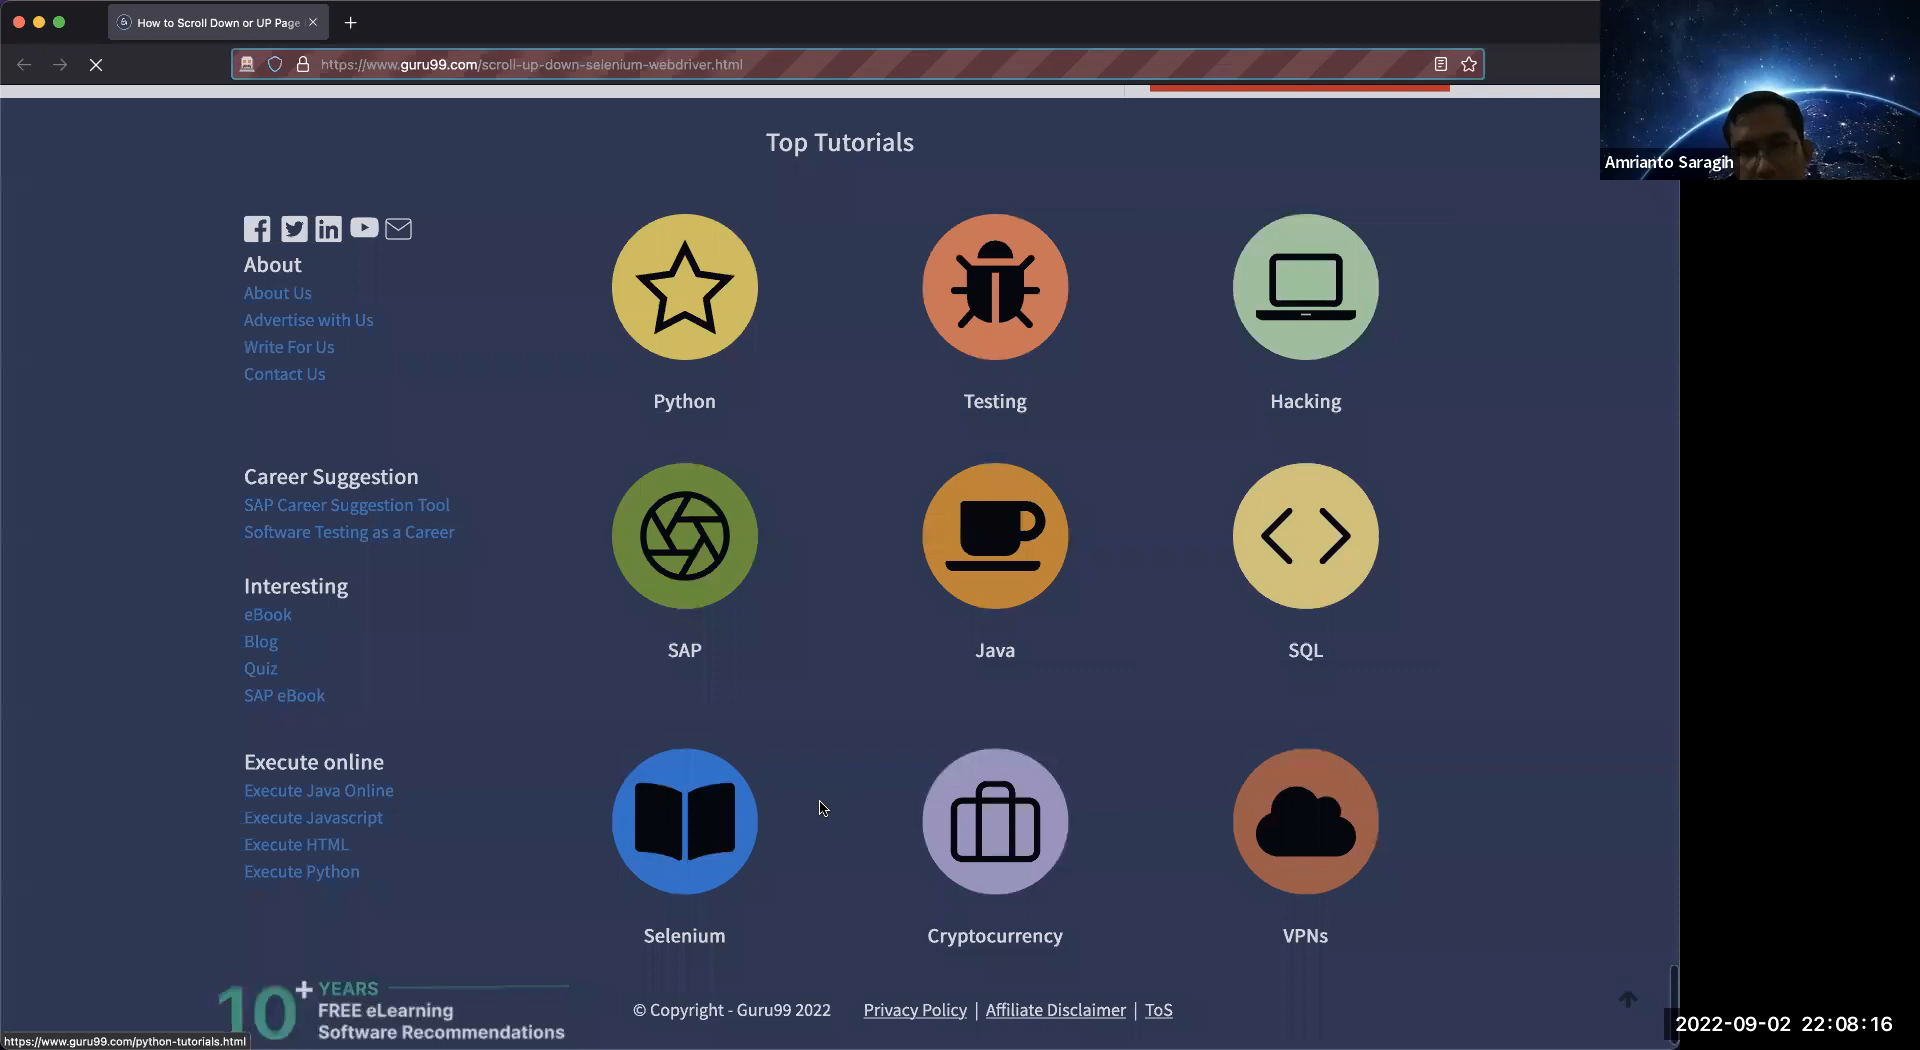 How to Scroll Down or UP Page
https://www.guru99.com/scroll-up-down-selenium-webdriver.html
Amrianto Saragih
Top Tutorials
About
About Us
Advertise with Us
Write For Us
Contact Us
Python
Testing
Hacking
Career Suggestion
SAP Career Suggestion Tool
Software Testing as a Career
Interesting
eBook
Blog
Quiz
SAP eBook
SAP
Java
SQL
Execute online
Execute Java Online
Execute Javascript
Execute HTML
Execute Python
Selenium
Cryptocurrency
VPNs
10+ YEARS
FREE eLearning
Software Recommendations
© Copyright - Guru99 2022 Privacy Policy | Affiliate Disclaimer | ToS
https://www.guru99.com/python-tutorials.html
2022-09-02 22:08:16